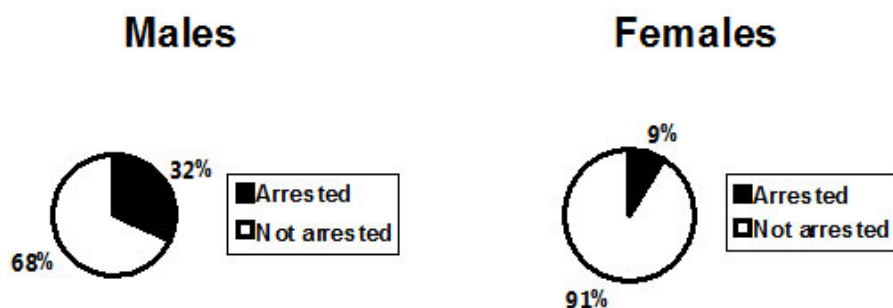 Males
32%
Arrested
Not arrested
68%
Females
9%
Arrested
Not arrested
91%